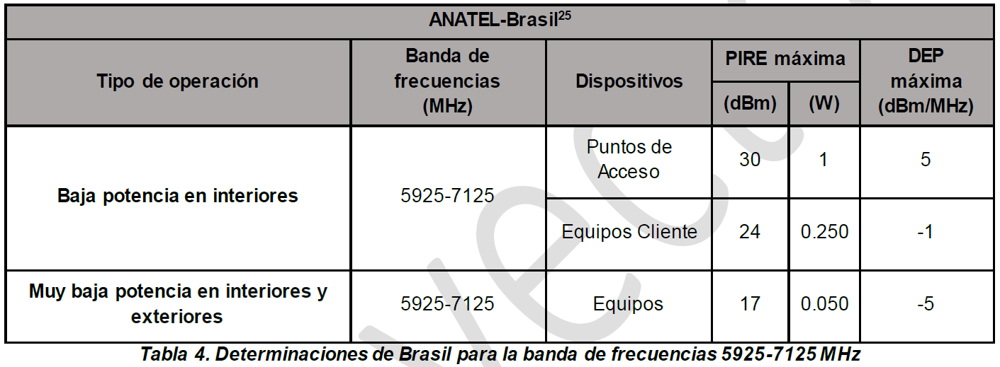 ANATEL-Brasil25
Tipo de operación
Banda de
frecuencias
(MHz)
Dispositivos
PIRE máxima
(dBm)
(W)
DEP
máxima
(dBm/MHz)
Baja potencia en interiores
5925-7125
Puntos de
Acceso
30
1
5
Equipos Cliente
24
0.250
-1
Muy baja potencia en interiores y
exteriores
5925-7125
Equipos
17
0.050
-5
Tabla 4. Determinaciones de Brasil para la banda de frecuencias 5925-7125 MHz